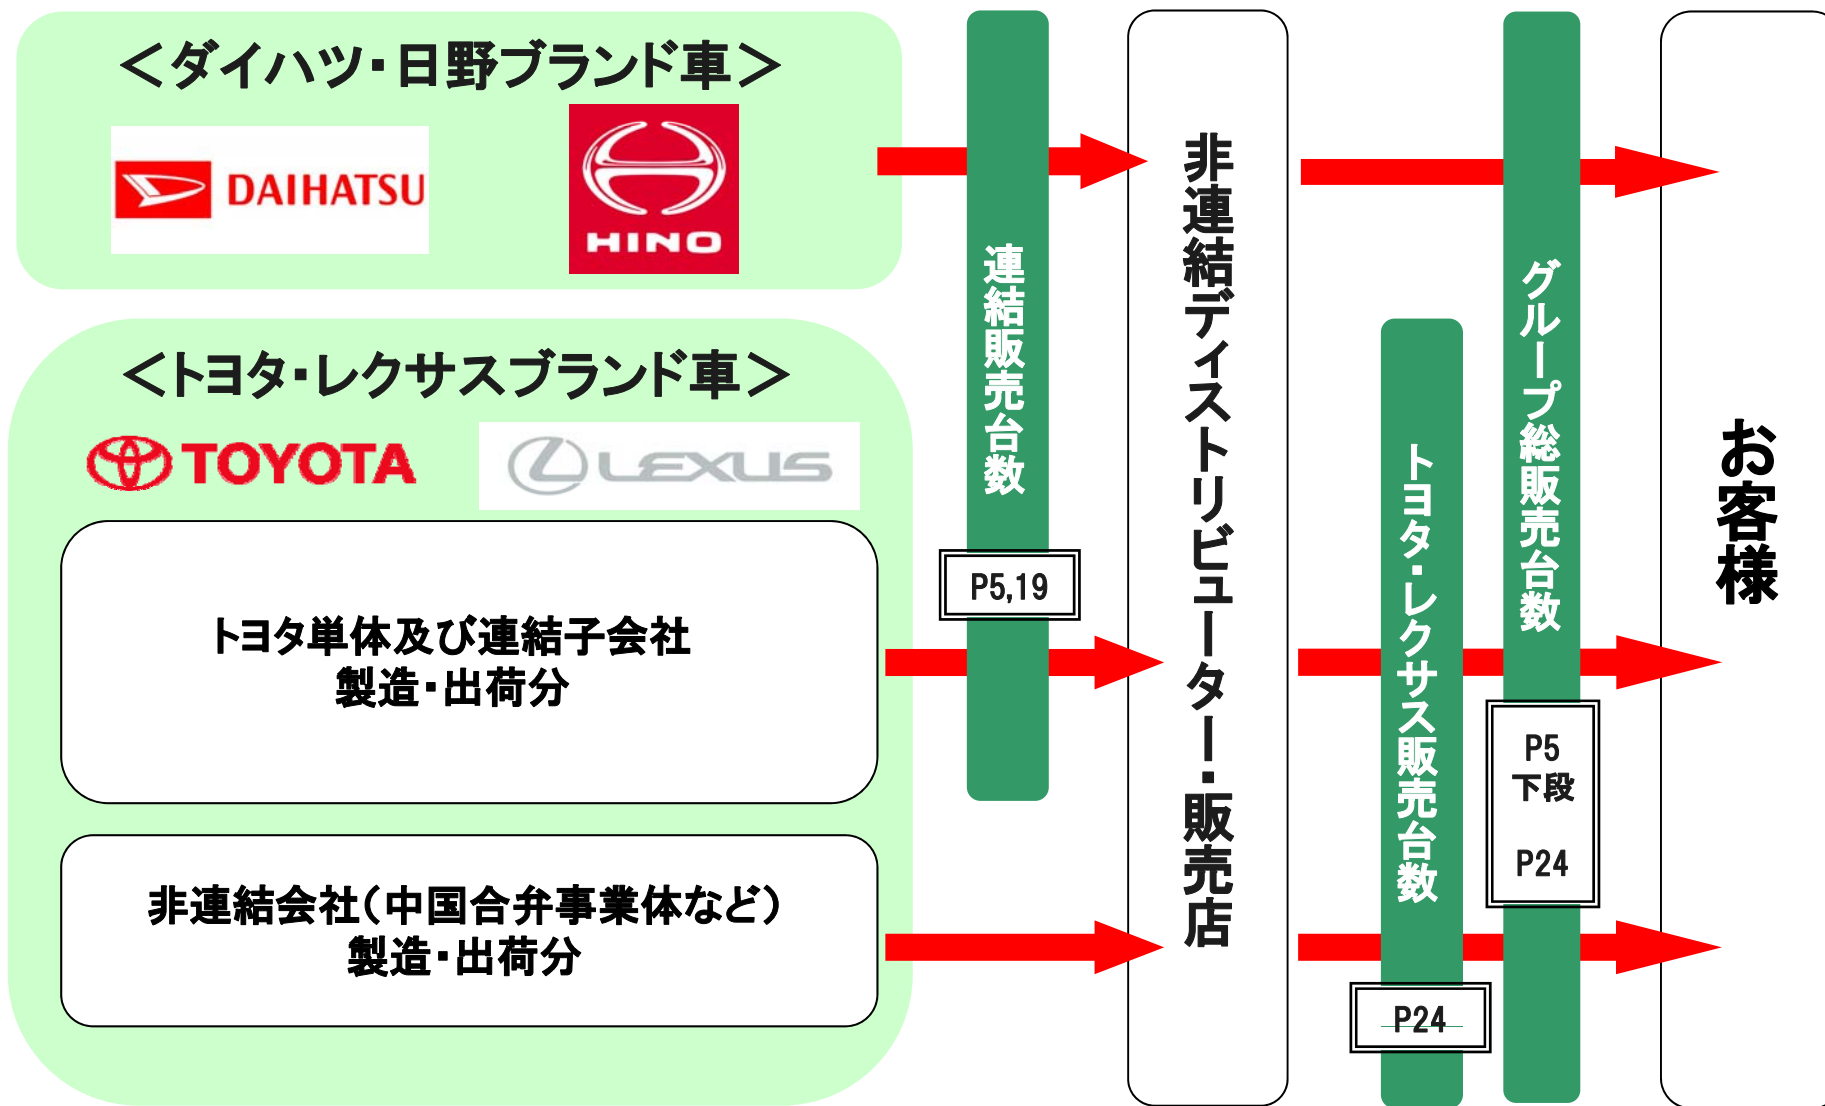 ＜ダイハツ・日野ブランド車＞
DAIHATSU
HINO
＜トヨタ・レクサスブランド車＞
TOYOTA
LEXUS
トヨタ単体及び連結子会社
製造・出荷分
非連結会社（中国合弁事業体など）
製造・出荷分
連結販売台数
P5,19
非連結ディストリビューター・販売店
トヨタ・レクサス販売台数
P24
グループ総販売台数
P5
下段
P24
お客様